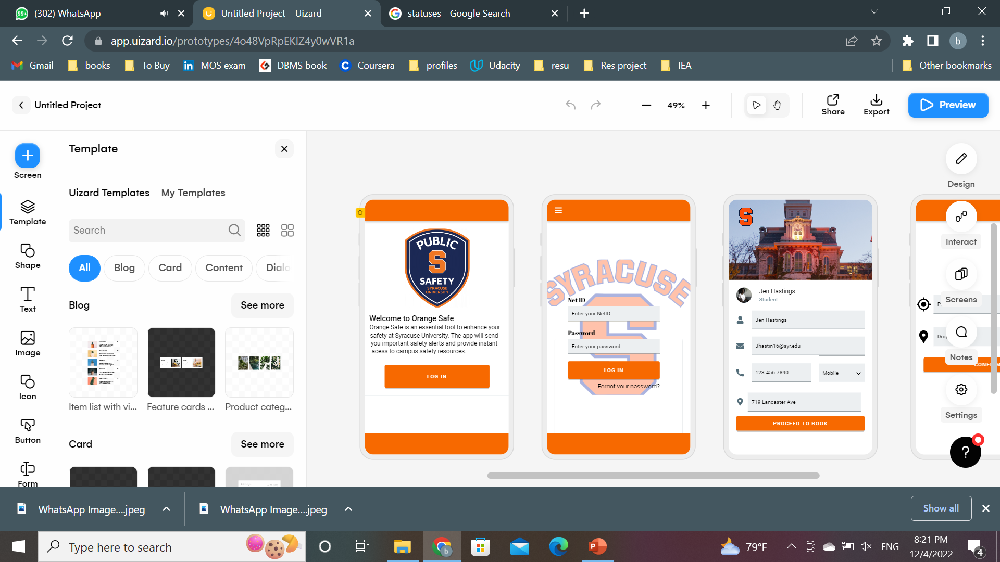 (302) WhatsApp
Untitled Project – Uizard
statuses - Google Search
app.uizard.io/prototypes/4o48VpRpEKIZ4y0wVR1a
b
Gmail
books
To Buy
MOS exam
DBMS book
Coursera
profiles
Udacity
resu
Res project
IEA
Other bookmarks
Untitled Project
49%
Share
Export
Preview
Screen
Template
Shape
Text
Image
Icon
Button
Form
Template
Uizard Templates
My Templates
Search
All
Blog
Card
Content
Dialo
Blog
See more
Item list with vi...
Feature cards ...
Product categ...
Card
See more
PUBLIC
S
SAFETY
SYRACUSE
UNIVERSITY
Welcome to Orange Safe
Orange Safe is an essential tool to enhance your
safety at Syracuse University. The app will send
you important safety alerts and provide instant
acess to campus safety resources.
LOG IN
SYRACUSE
S
Net ID
Enter your NetID
Password
Enter your password
LOG IN
Forgot your password?
S
Jen Hastings
Student
Jen Hastings
Jhastin16@syr,edu
123-456-7890
Mobile
719 Lancaster Ave
PROCEED TO BOOK
P
Drop
CONFIRM
Design
Interact
Screens
Notes
Settings
?
WhatsApp Image....jpeg
WhatsApp Image....jpeg
Show all
Type here to search
b
P
79°F
ENG
8:21 PM
12/4/2022
4